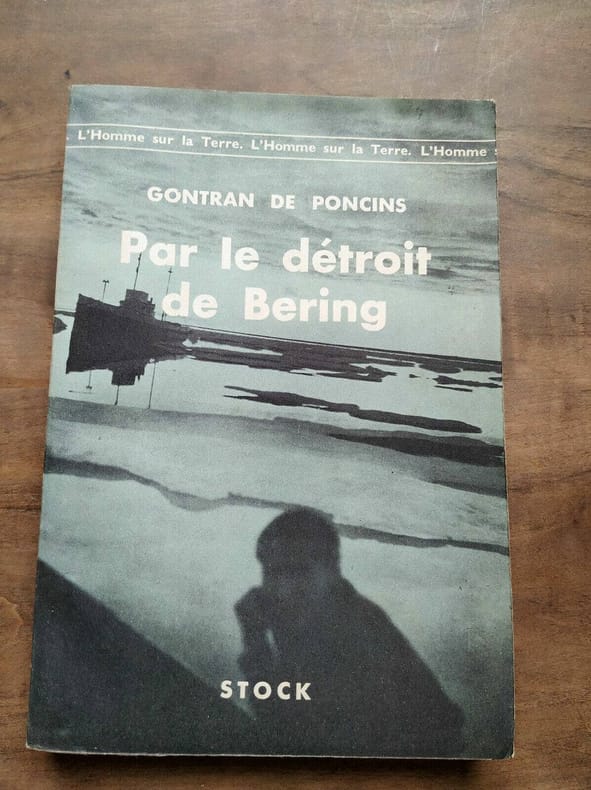 L'Homme sur la Terre. L'Homme sur la Terre. L'Homme s
GONTRAN DE PONCINS
Par le détroit
de Bering
STOCK